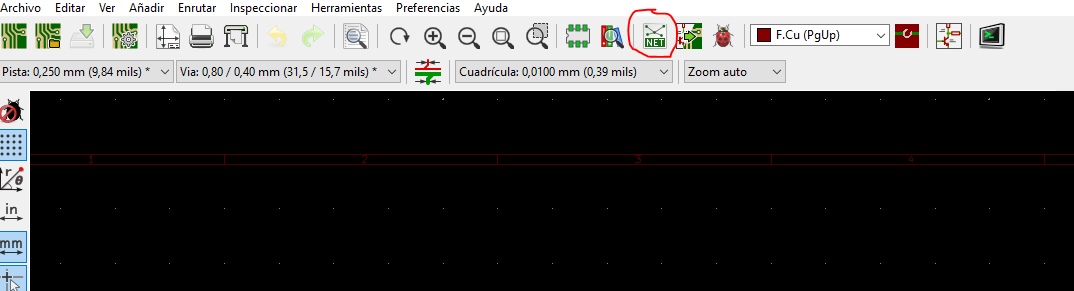 Archivo Editar Ver Añadir Enrutar Inspeccionar Herramientas Preferencias Ayuda
NET F.Cu (PgUp)
Pista: 0,250 mm (9,84 mils) * Via: 0,80 / 0,40 mm (31,5 / 15,7 mils) * Cuadrícula: 0,0100 mm (0,39 mils) Zoom auto
1 2 3 4
r θ
in
mm